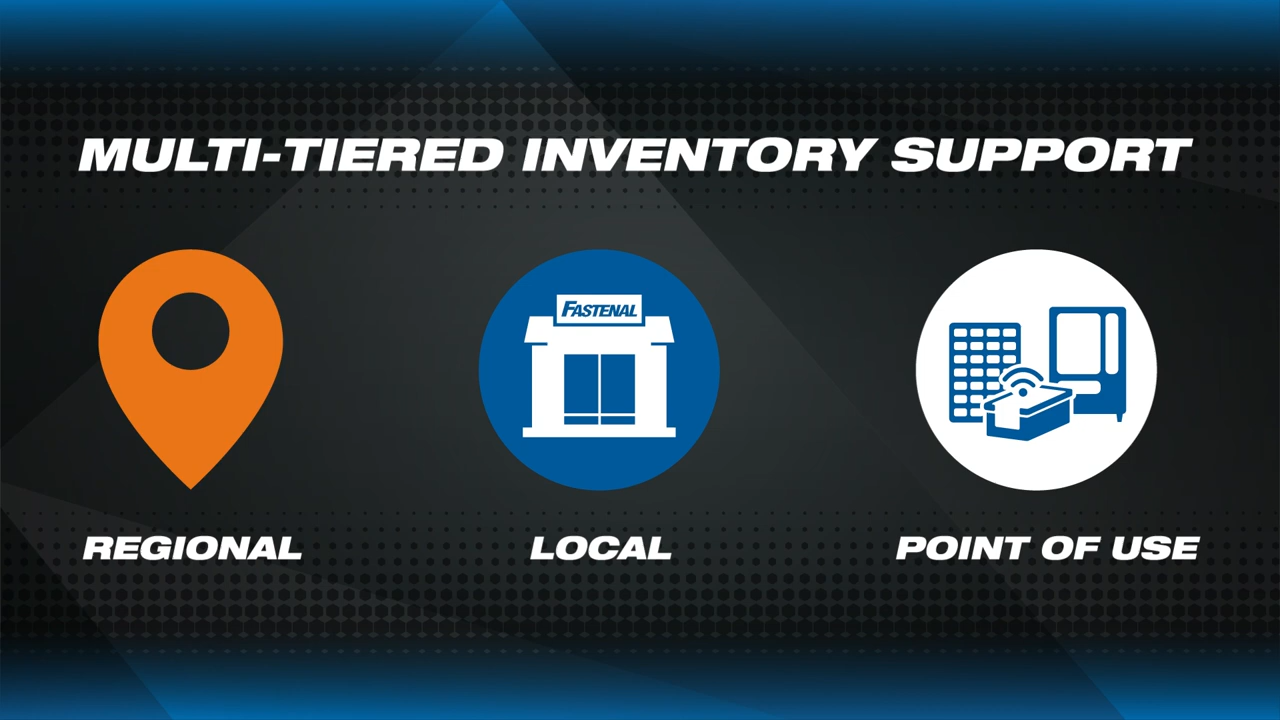 MULTI-TIERED INVENTORY SUPPORT
FASTENAL
REGIONAL
LOCAL
POINT OF USE